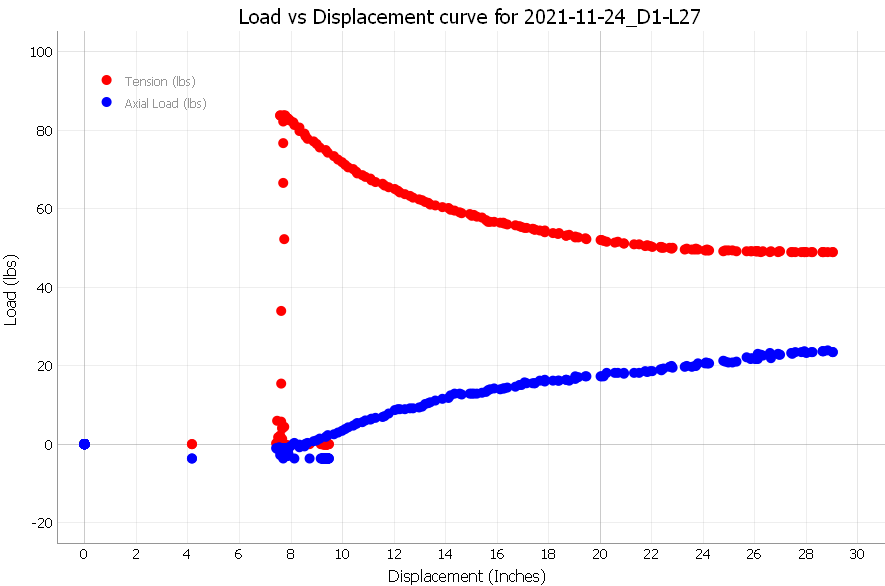 Load vs Displacement curve for 2021-11-24_D1-L27
100
Tension (lbs)
Axial Load (lbs)
80
60
Load (lbs)
40
20
0
-20
0 2 4 6 8 10 12 14 16 18 20 22 24 26 28 30
Displacement (Inches)